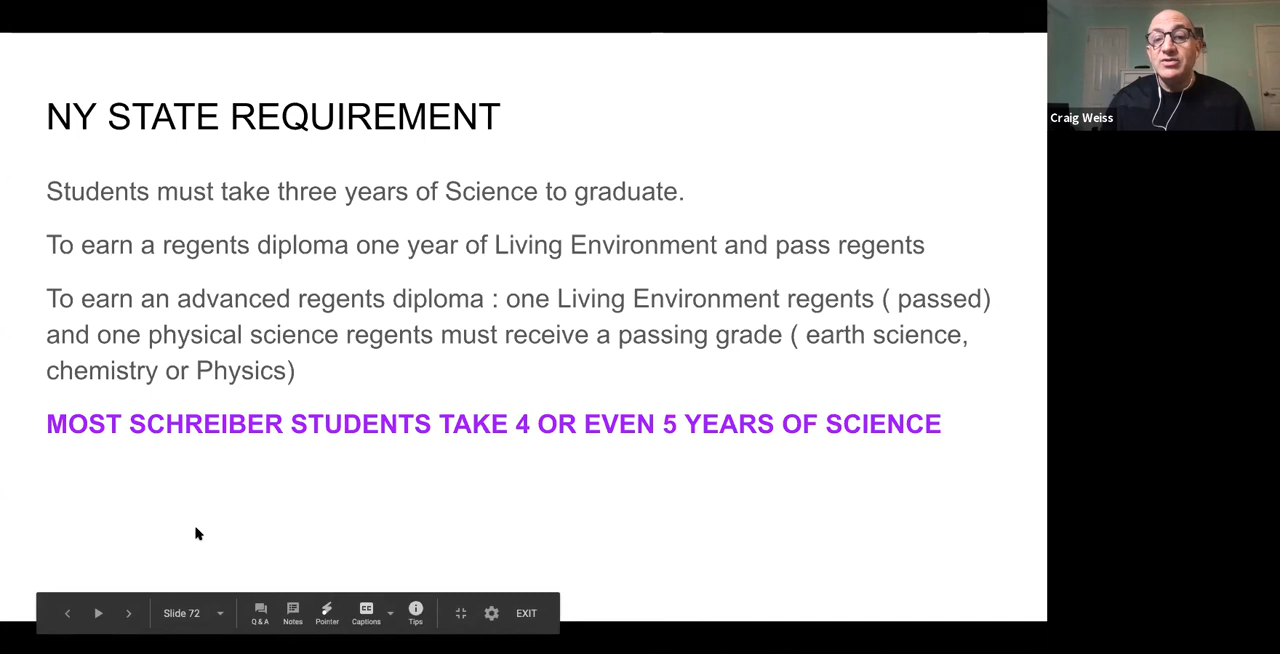 NY STATE REQUIREMENT
Students must take three years of Science to graduate.
To earn a regents diploma one year of Living Environment and pass regents
To earn an advanced regents diploma : one Living Environment regents ( passed)
and one physical science regents must receive a passing grade ( earth science,
chemistry or Physics)
MOST SCHREIBER STUDENTS TAKE 4 OR EVEN 5 YEARS OF SCIENCE
Craig Weiss
Slide 72
Q & A
Notes
Pointer
CC
Captions
Tips
EXIT